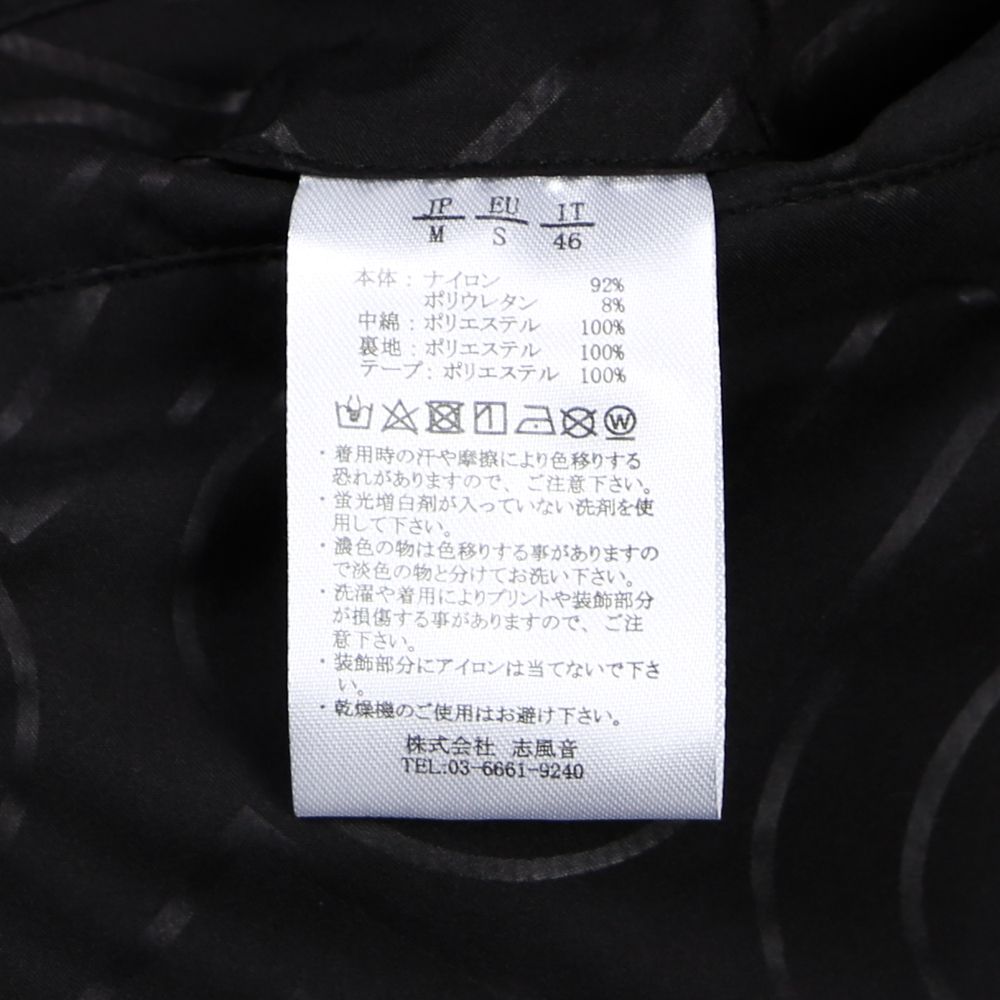 JP EU IT
M S 46
本体：ナイロン 92%
ポリウレタン 8%
中綿：ポリエステル 100%
裏地：ポリエステル 100%
テープ：ポリエステル 100%
W
・着用時の汗や摩擦により色移りする
恐れがありますので、ご注意下さい。
・蛍光増白剤が入っていない洗剤を使
用して下さい。
・濃色の物は色移りする事がありますの
で淡色の物と分けてお洗い下さい。
・洗濯や着用によりプリントや装飾部分
が損傷する事がありますので、ご注
意下さい。
・装飾部分にアイロンは当てないで下さ
い。
・乾燥機のご使用はお避け下さい。
株式会社 志風音
TEL:03-6661-9240